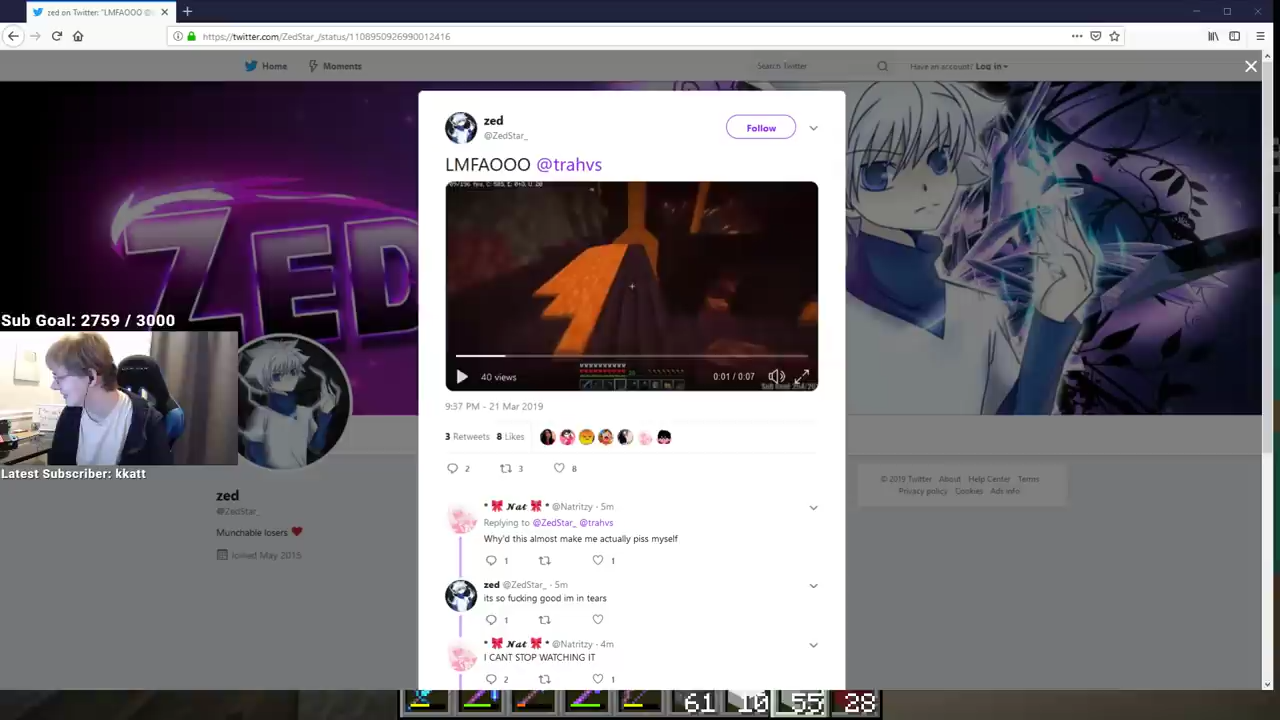 zed on Twitter: "LMFAOOO @
https://twitter.com/ZedStar_/status/1108950926990012416
Home
Moments
Search Twitter
Have an account? Log in
ZED
zed
@ZedStar_
Follow
LMFAOOO @trahvs
40 views
0:01 / 0:07
9:37 PM - 21 Mar 2019
3 Retweets 8 Likes
2 3 8
* Nat * @Natritzy · 5m
Replying to @ZedStar_ @trahvs
Why'd this almost make me actually piss myself
1 1
zed @ZedStar_ · 5m
its so fucking good im in tears
1
* Nat * @Natritzy · 4m
I CANT STOP WATCHING IT
2 1
Sub Goal: 2759 / 3000
Latest Subscriber: kkatt
zed
@ZedStar_
Munchable losers
Joined May 2015
© 2019 Twitter About Help Center Terms
Privacy policy Cookies Ads info
61 10 55 28